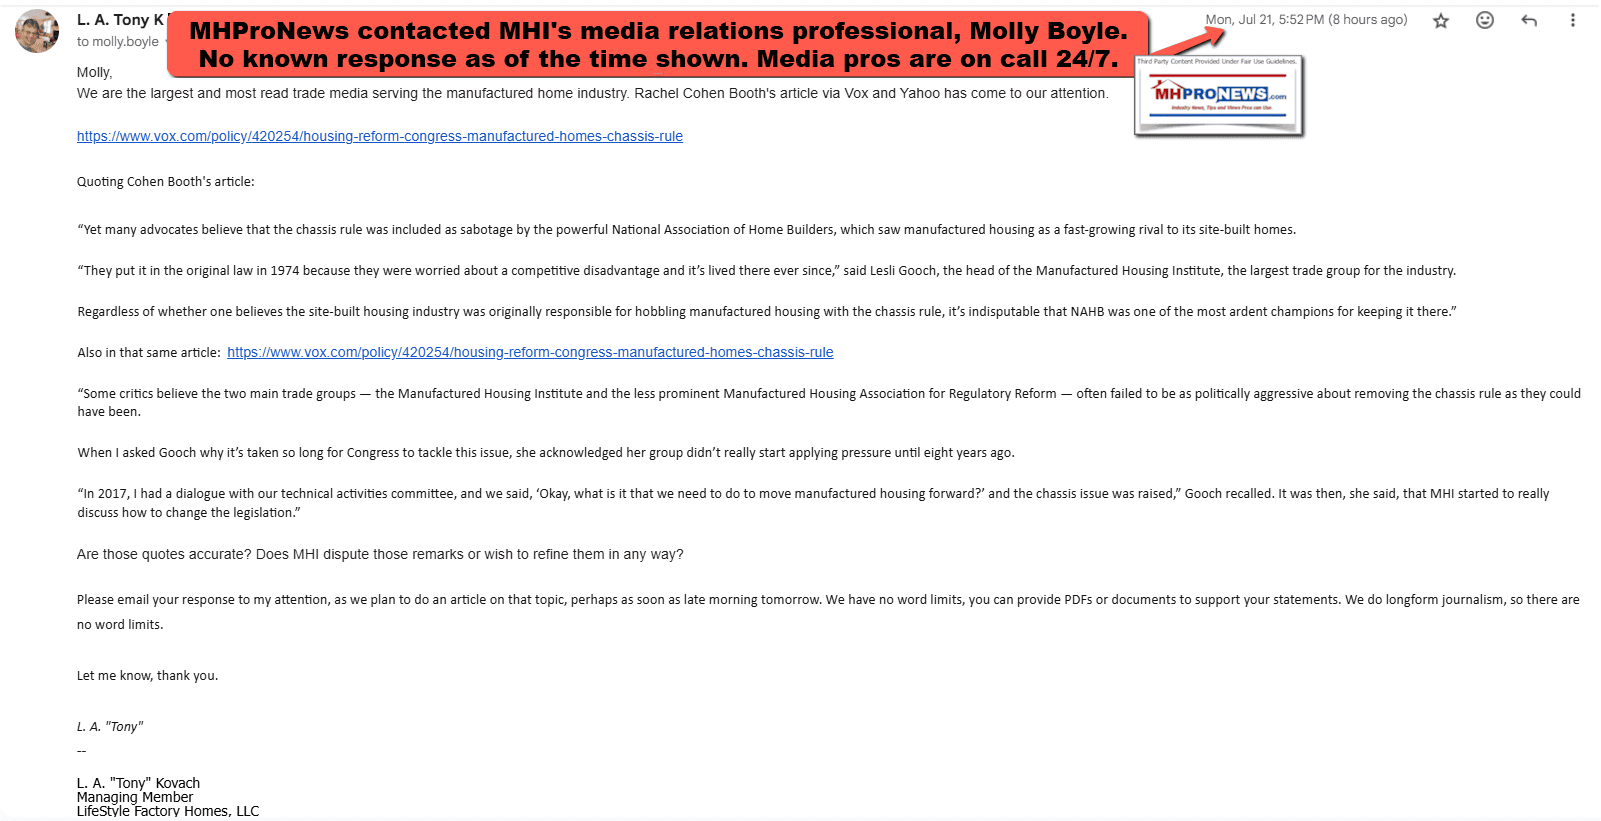 L. A. Tony K
to molly.boyle
MHProNews contacted MHI's media relations professional, Molly Boyle.
No known response as of the time shown. Media pros are on call 24/7.
Mon, Jul 21, 5:52 PM (8 hours ago)
Third Party Content Provided Under Fair Use Guidelines.
MHPRONEWS.com
Industry News, Tips and Views Pros can Use.
Molly,
We are the largest and most read trade media serving the manufactured home industry. Rachel Cohen Booth's article via Vox and Yahoo has come to our attention.
https://www.vox.com/policy/420254/housing-reform-congress-manufactured-homes-chassis-rule
Quoting Cohen Booth's article:
“Yet many advocates believe that the chassis rule was included as sabotage by the powerful National Association of Home Builders, which saw manufactured housing as a fast-growing rival to its site-built homes.
“They put it in the original law in 1974 because they were worried about a competitive disadvantage and it’s lived there ever since,” said Lesli Gooch, the head of the Manufactured Housing Institute, the largest trade group for the industry.
Regardless of whether one believes the site-built housing industry was originally responsible for hobbling manufactured housing with the chassis rule, it’s indisputable that NAHB was one of the most ardent champions for keeping it there.”
Also in that same article: https://www.vox.com/policy/420254/housing-reform-congress-manufactured-homes-chassis-rule
“Some critics believe the two main trade groups — the Manufactured Housing Institute and the less prominent Manufactured Housing Association for Regulatory Reform — often failed to be as politically aggressive about removing the chassis rule as they could
have been.
When I asked Gooch why it’s taken so long for Congress to tackle this issue, she acknowledged her group didn’t really start applying pressure until eight years ago.
“In 2017, I had a dialogue with our technical activities committee, and we said, ‘Okay, what is it that we need to do to move manufactured housing forward?’ and the chassis issue was raised,” Gooch recalled. It was then, she said, that MHI started to really
discuss how to change the legislation.”
Are those quotes accurate? Does MHI dispute those remarks or wish to refine them in any way?
Please email your response to my attention, as we plan to do an article on that topic, perhaps as soon as late morning tomorrow. We have no word limits, you can provide PDFs or documents to support your statements. We do longform journalism, so there are
no word limits.
Let me know, thank you.
L. A. "Tony"
--
L. A. "Tony" Kovach
Managing Member
LifeStyle Factory Homes, LLC